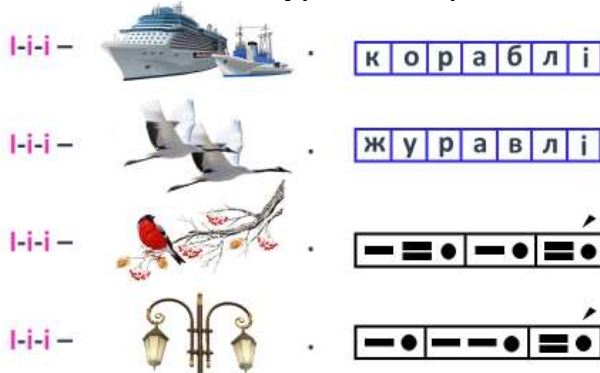 І-і-і – . кораблі
І-і-і – . журавлі
І-і-і – .
І-і-і – .